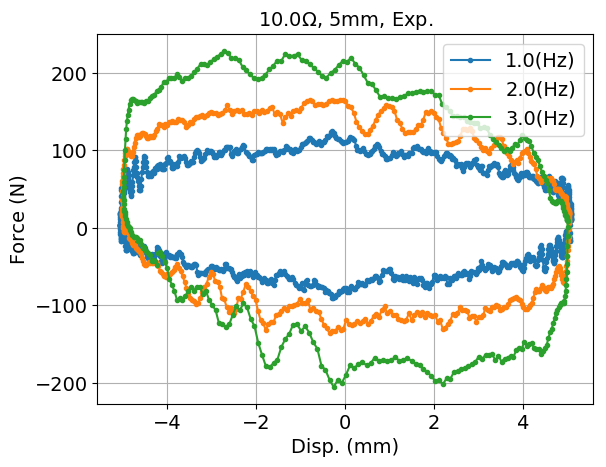 10.0Ω, 5mm, Exp.
1.0(Hz)
2.0(Hz)
3.0(Hz)
Force (N)
200
100
0
−100
−200
−4
−2
0
2
4
Disp. (mm)